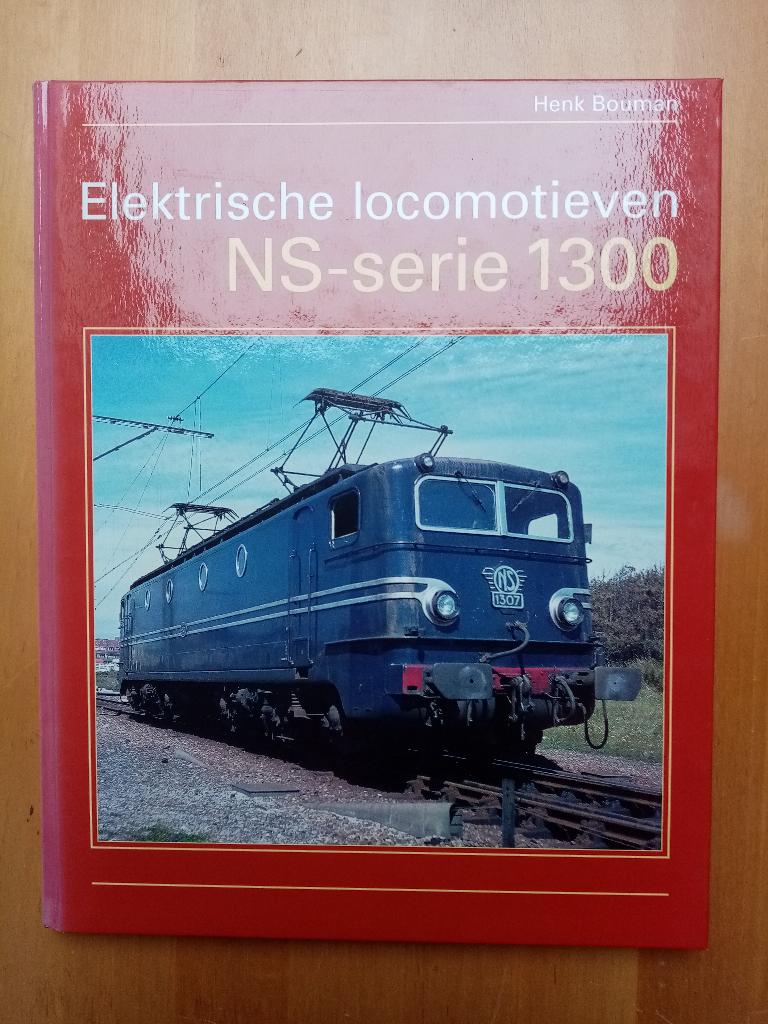 Henk Bouman
Elektrische locomotieven
NS-serie 1300
NS
1307